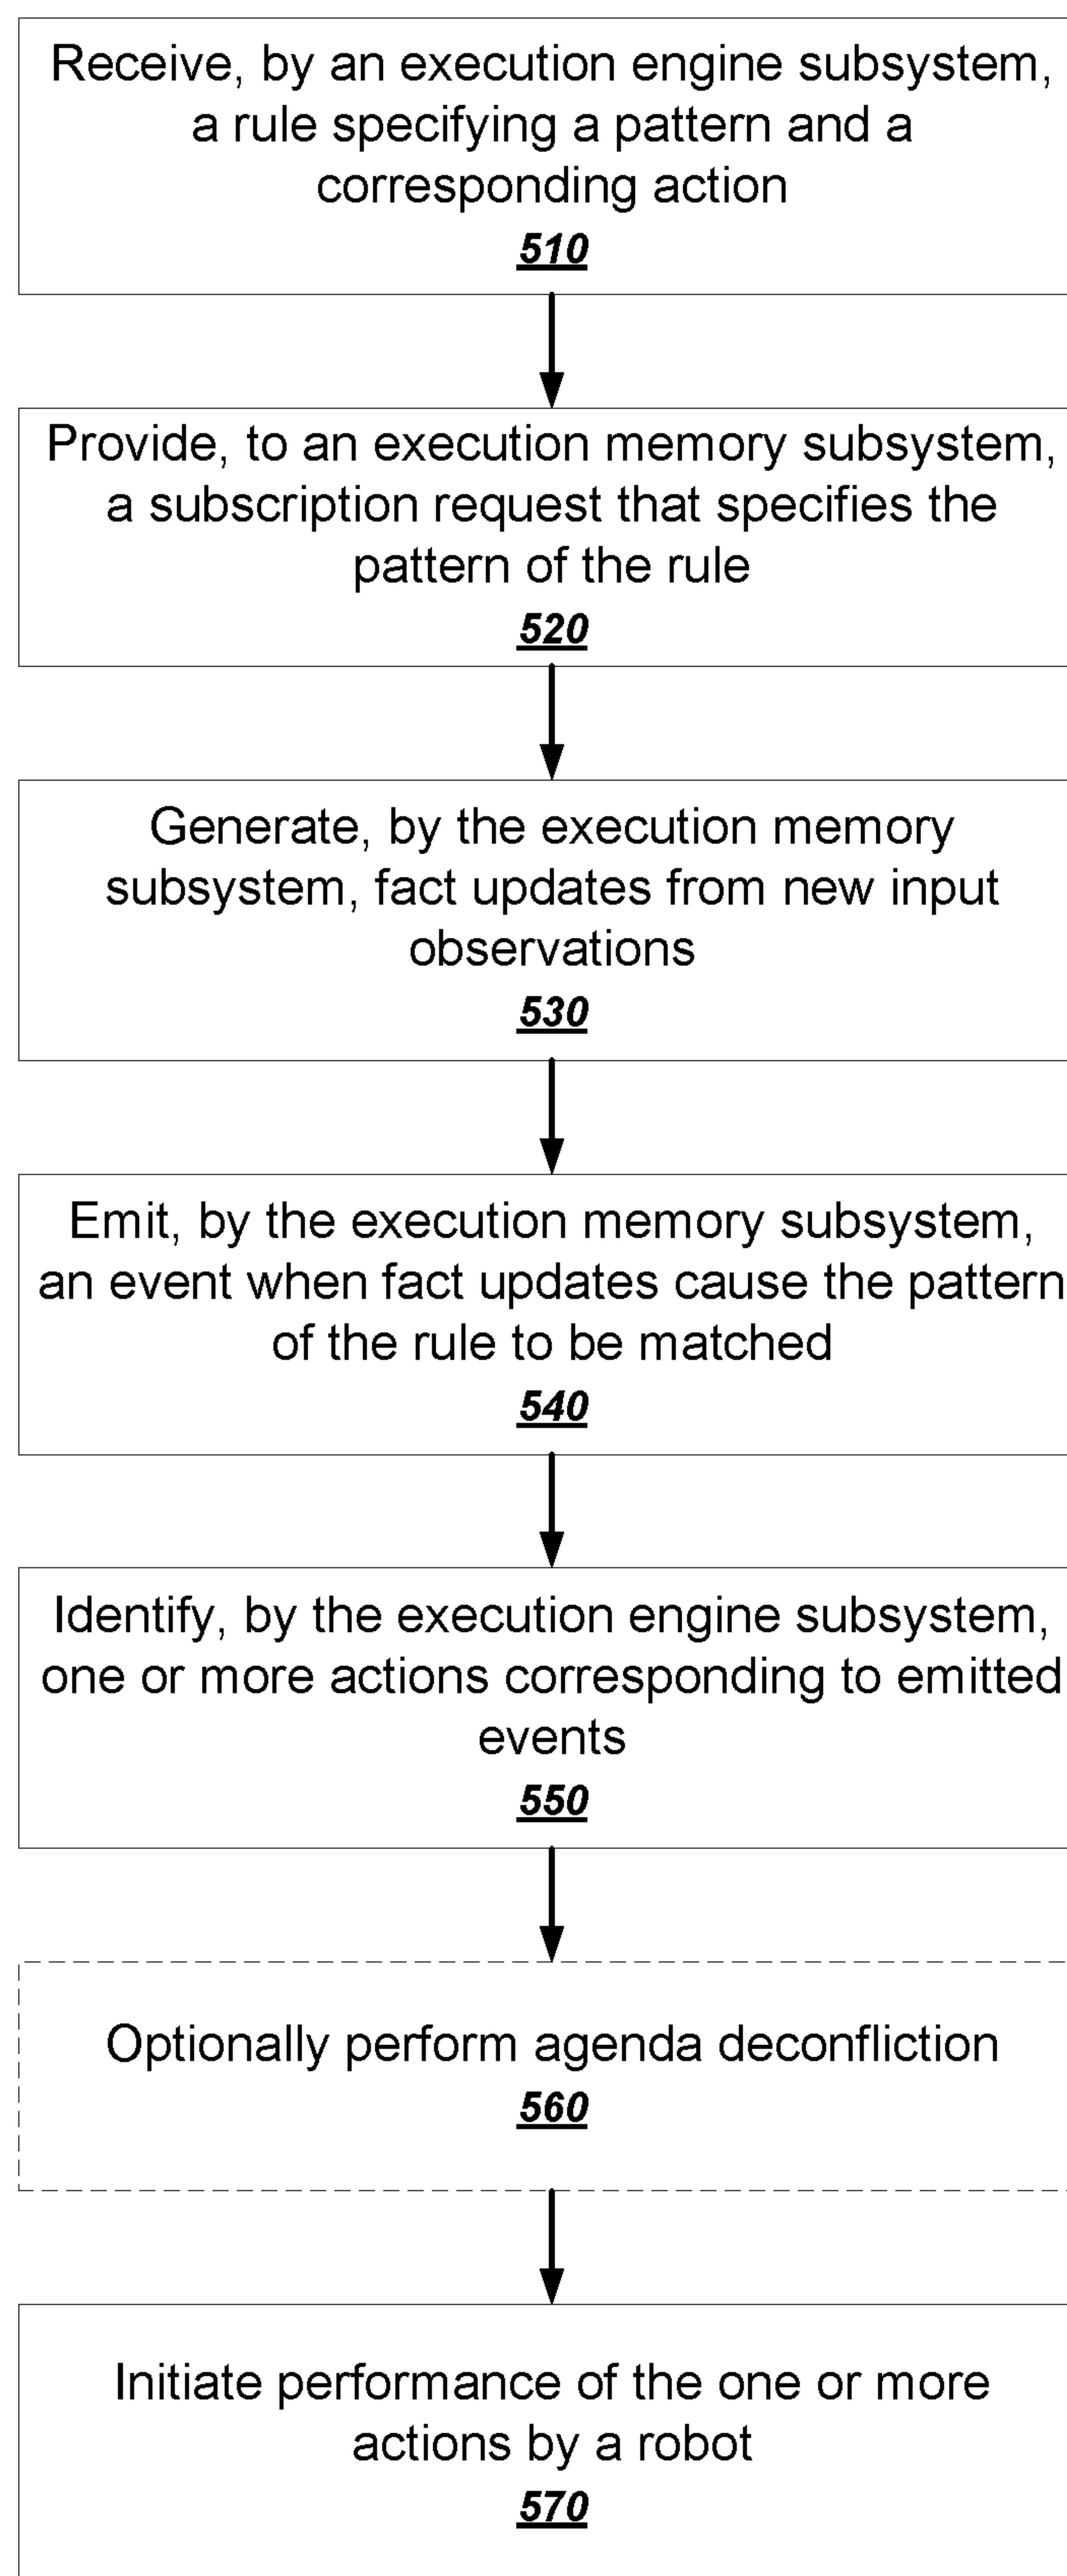 Receive, by an execution engine subsystem,
a rule specifying a pattern and a
corresponding action
510
Provide, to an execution memory subsystem,
a subscription request that specifies the
pattern of the rule
520
Generate, by the execution memory
subsystem, fact updates from new input
observations
530
Emit, by the execution memory subsystem,
an event when fact updates cause the pattern
of the rule to be matched
540
Identify, by the execution engine subsystem,
one or more actions corresponding to emitted
events
550
Optionally perform agenda deconfliction
560
Initiate performance of the one or more
actions by a robot
570